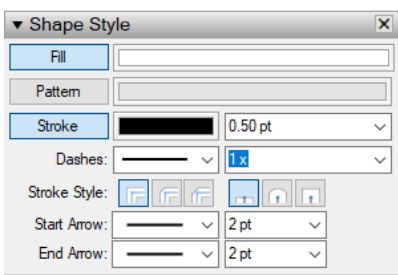 Shape Style
Fill
Pattern
Stroke 0.50 pt
Dashes: 1 x
Stroke Style:
Start Arrow: 2 pt
End Arrow: 2 pt